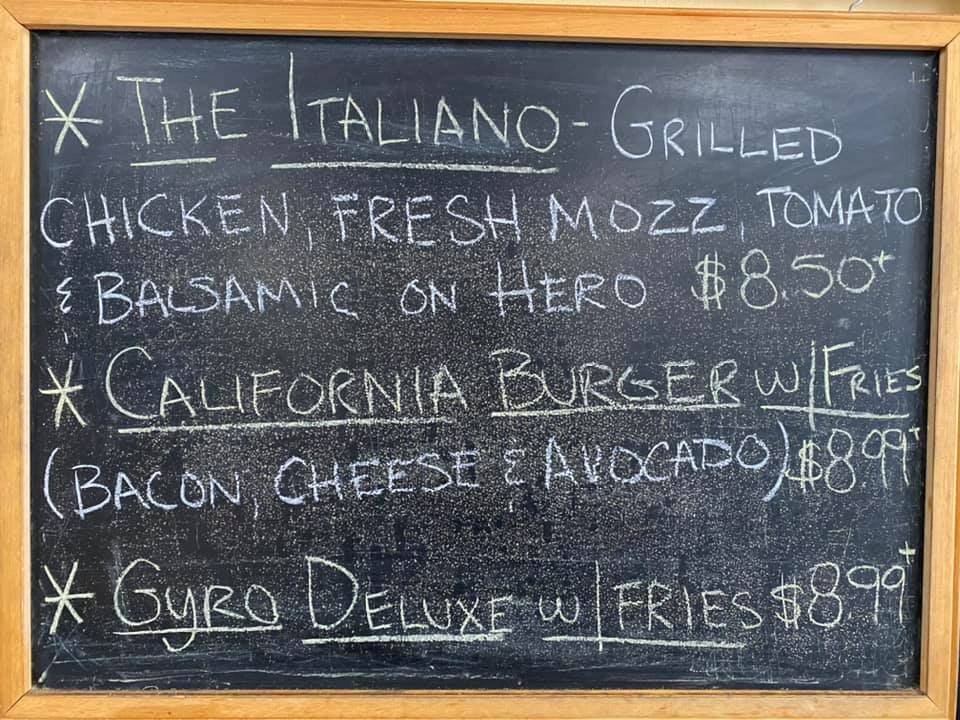 * THE ITALIANO - GRILLED
CHICKEN, FRESH MOZZ, TOMATO
& BALSAMIC ON HERO $8.50+
* CALIFORNIA BURGER W/FRIES
(BACON, CHEESE & AVOCADO) $8.99+
* GYRO DELUXE W/FRIES $8.99+